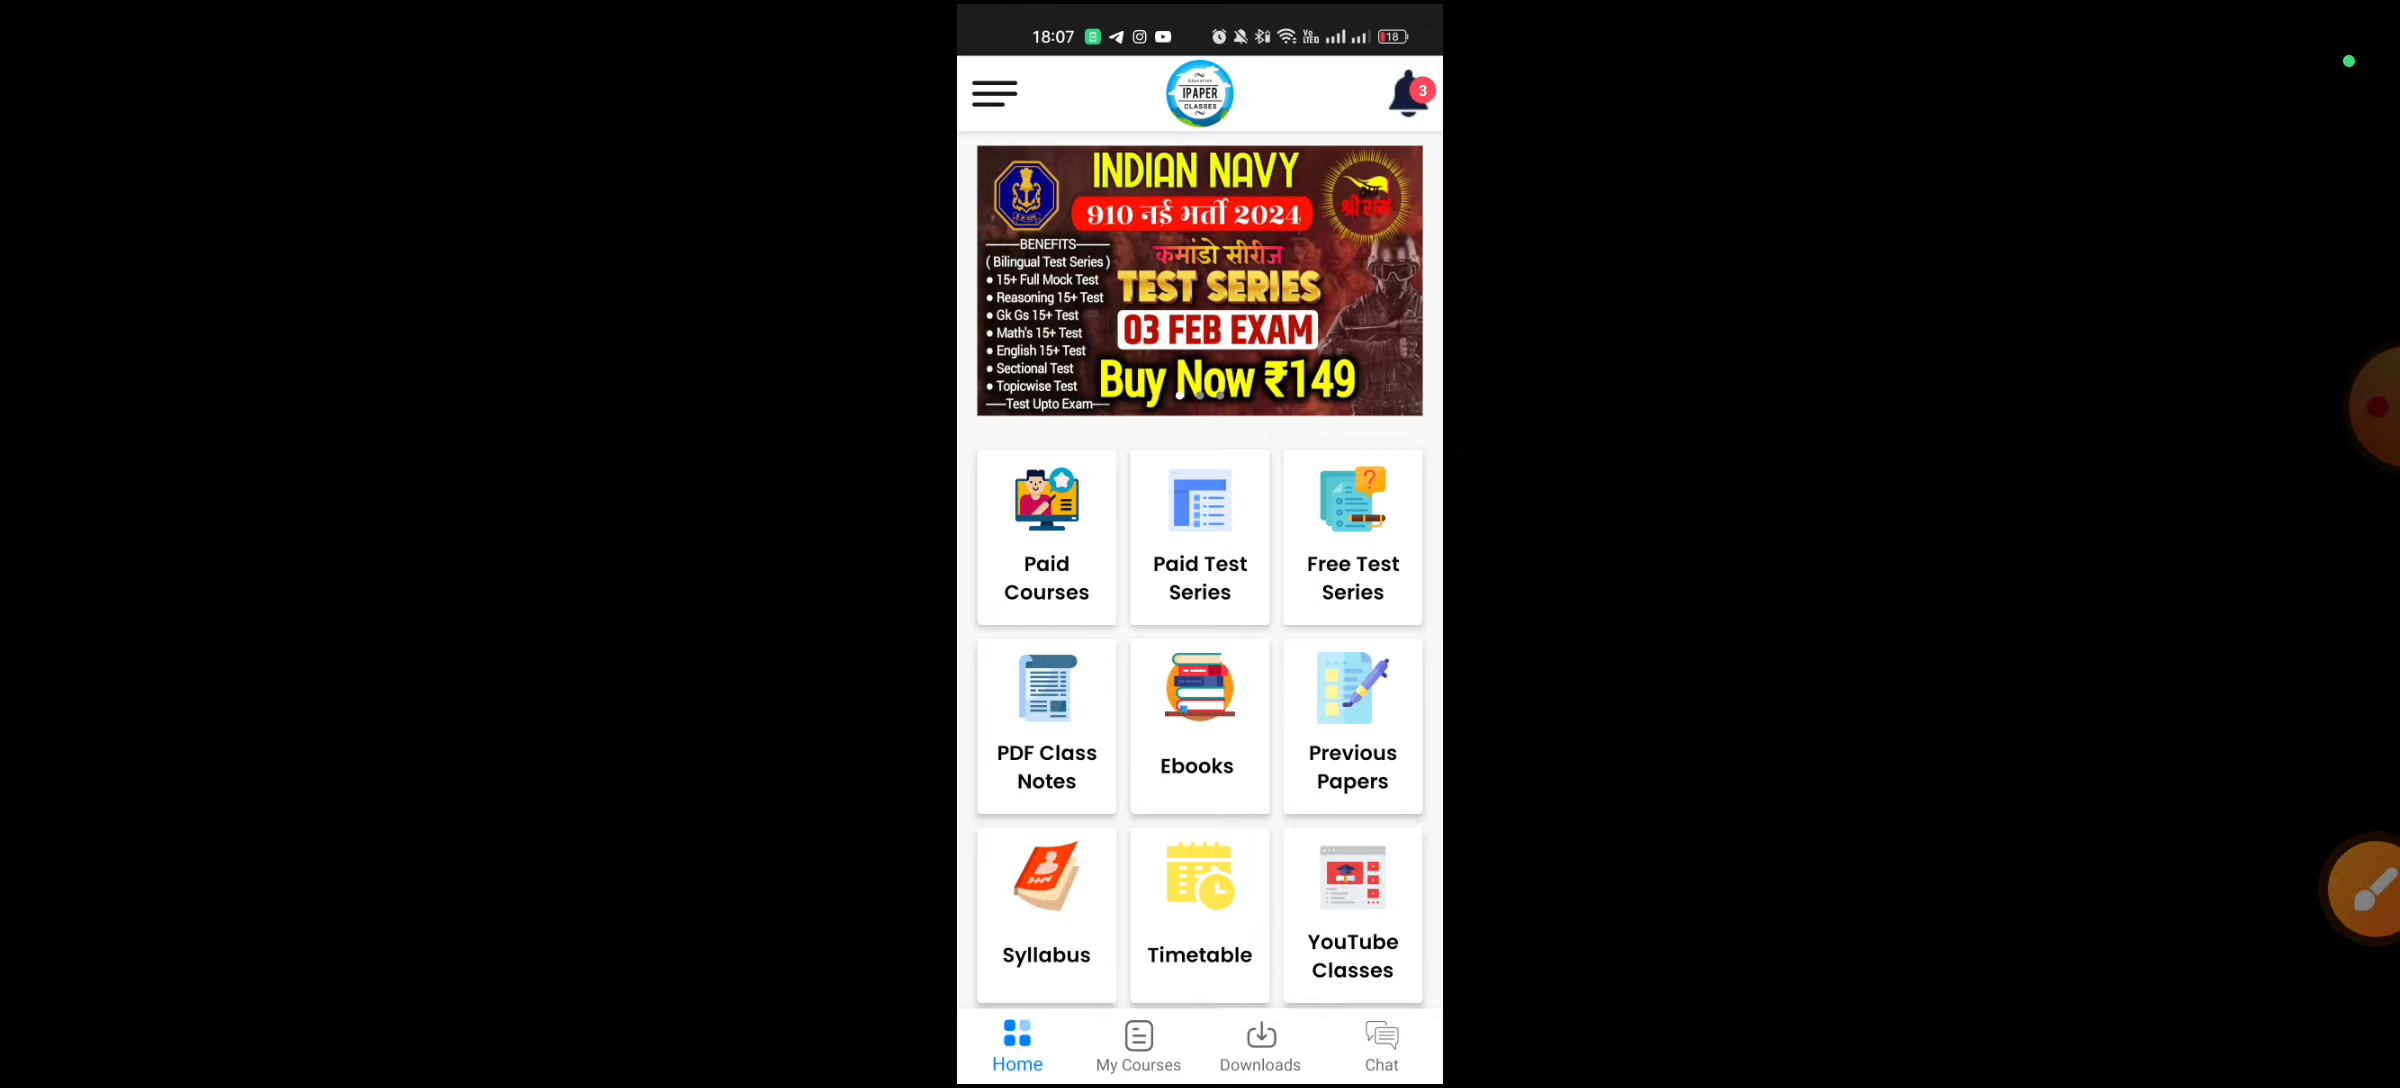 18:07
18
EDUCATION
IPAPER
CLASSES
3
INDIAN NAVY
910 नई भर्ती 2024
श्री राम
BENEFITS
( Bilingual Test Series )
कमांडो सीरीज
• 15+ Full Mock Test
TEST SERIES
• Reasoning 15+ Test
• Gk Gs 15+ Test
03 FEB EXAM
• Math's 15+ Test
• English 15+ Test
• Sectional Test
Buy Now ₹149
• Topicwise Test
Test Upto Exam
Paid
Courses
Paid Test
Series
Free Test
Series
PDF Class
Notes
Ebooks
Previous
Papers
Syllabus
Timetable
YouTube
Classes
Home
My Courses
Downloads
Chat